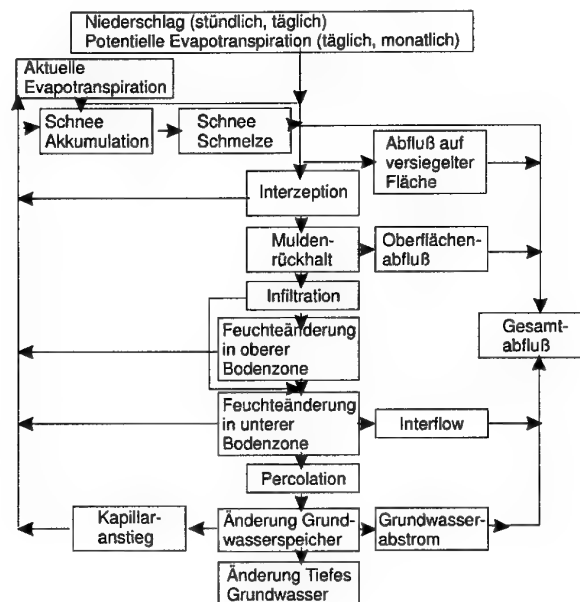 Niederschlag (stündlich, täglich)
Potentielle Evapotranspiration (täglich, monatlich)
Aktuelle
Evapotranspiration
Schnee
Akkumulation
Schnee
Schmelze
Abfluß auf
versiegelter
Fläche
Interzeption
Mulden-
rückhalt
Oberflächen-
abfluß
Infiltration
Gesamt-
abfluß
Feuchteänderung
in oberer
Bodenzone
Feuchteänderung
in unterer
Bodenzone
Interflow
Percolation
Kapillar-
anstieg
Änderung Grund-
wasserspeicher
Grundwasser-
abstrom
Änderung Tiefes
Grundwasser